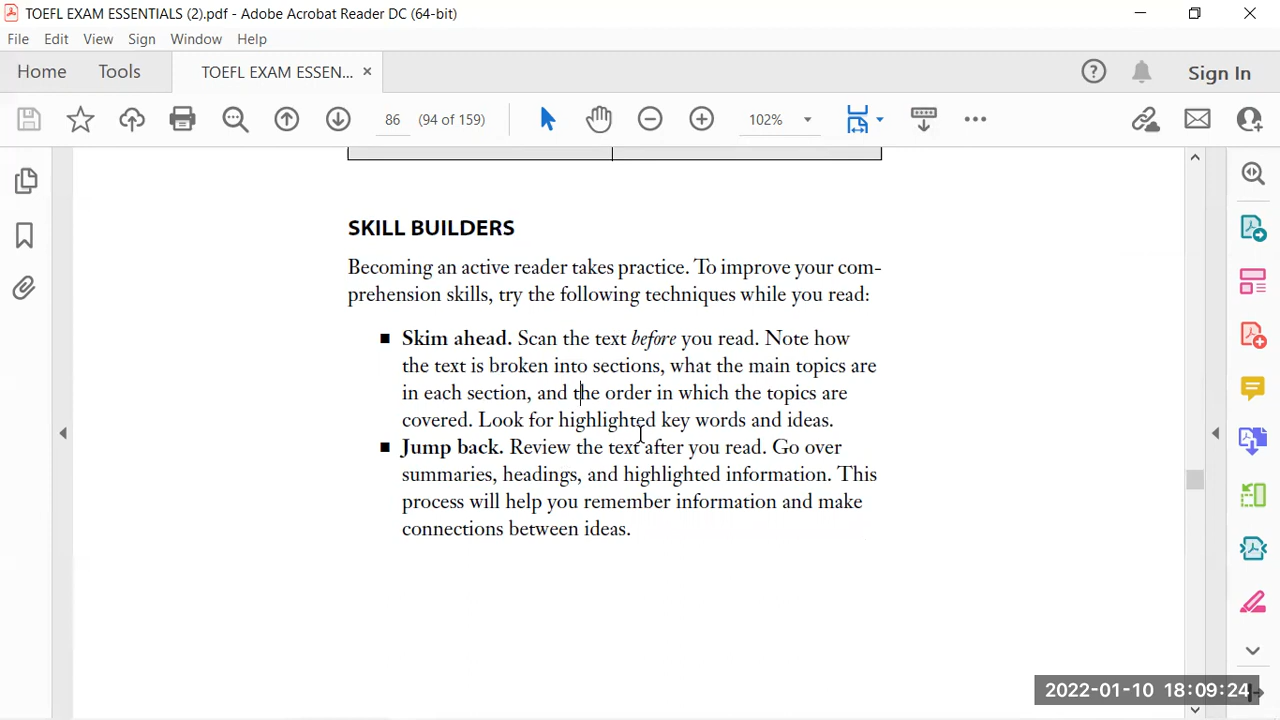 TOEFL EXAM ESSENTIALS (2).pdf - Adobe Acrobat Reader DC (64-bit)
File Edit View Sign Window Help
Home Tools TOEFL EXAM ESSEN... × Sign In
86 (94 of 159) 102%
SKILL BUILDERS
Becoming an active reader takes practice. To improve your com-
prehension skills, try the following techniques while you read:
■ Skim ahead. Scan the text before you read. Note how
the text is broken into sections, what the main topics are
in each section, and the order in which the topics are
covered. Look for highlighted key words and ideas.
■ Jump back. Review the text after you read. Go over
summaries, headings, and highlighted information. This
process will help you remember information and make
connections between ideas.
2022-01-10 18:09:24